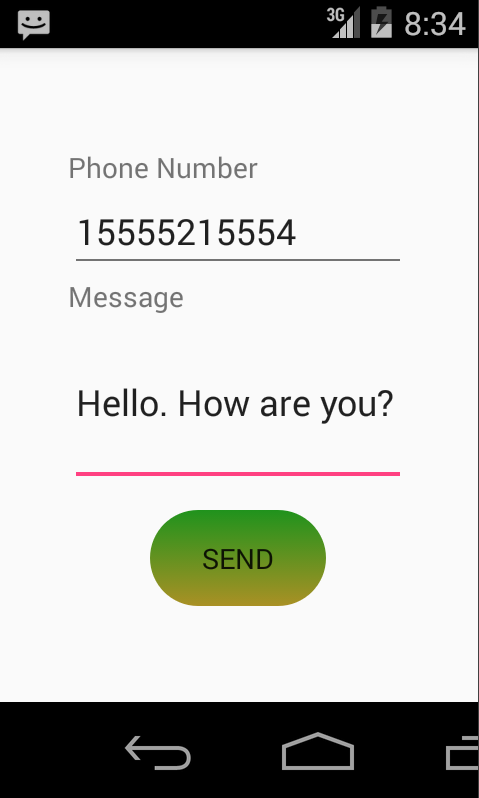 3G 8:34
Phone Number
15555215554
Message
Hello. How are you?
SEND